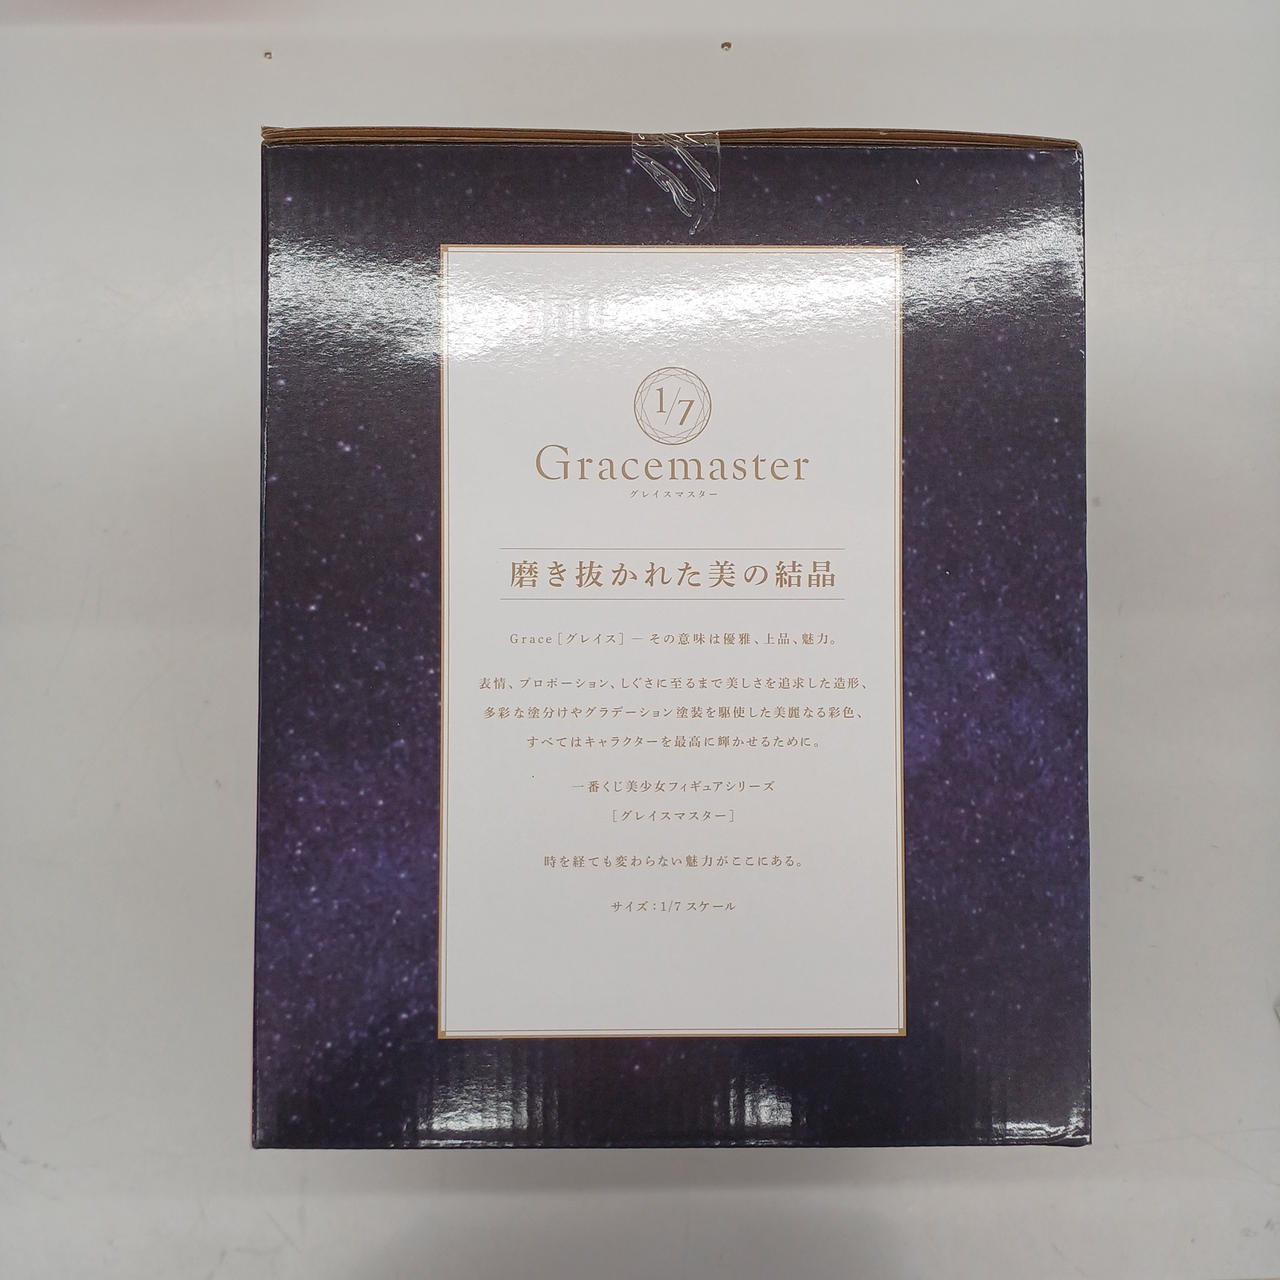 1/7
Gracemaster
グレイスマスター
磨き抜かれた美の結晶
Grace［グレイス］— その意味は優雅、上品、魅力。
表情、プロポーション、しぐさに至るまで美しさを追求した造形、
多彩な塗分けやグラデーション塗装を駆使した美麗なる彩色、
すべてはキャラクターを最高に輝かせるために。
一番くじ美少女フィギュアシリーズ
［グレイスマスター］
時を経ても変わらない魅力がここにある。
サイズ：1/7 スケール